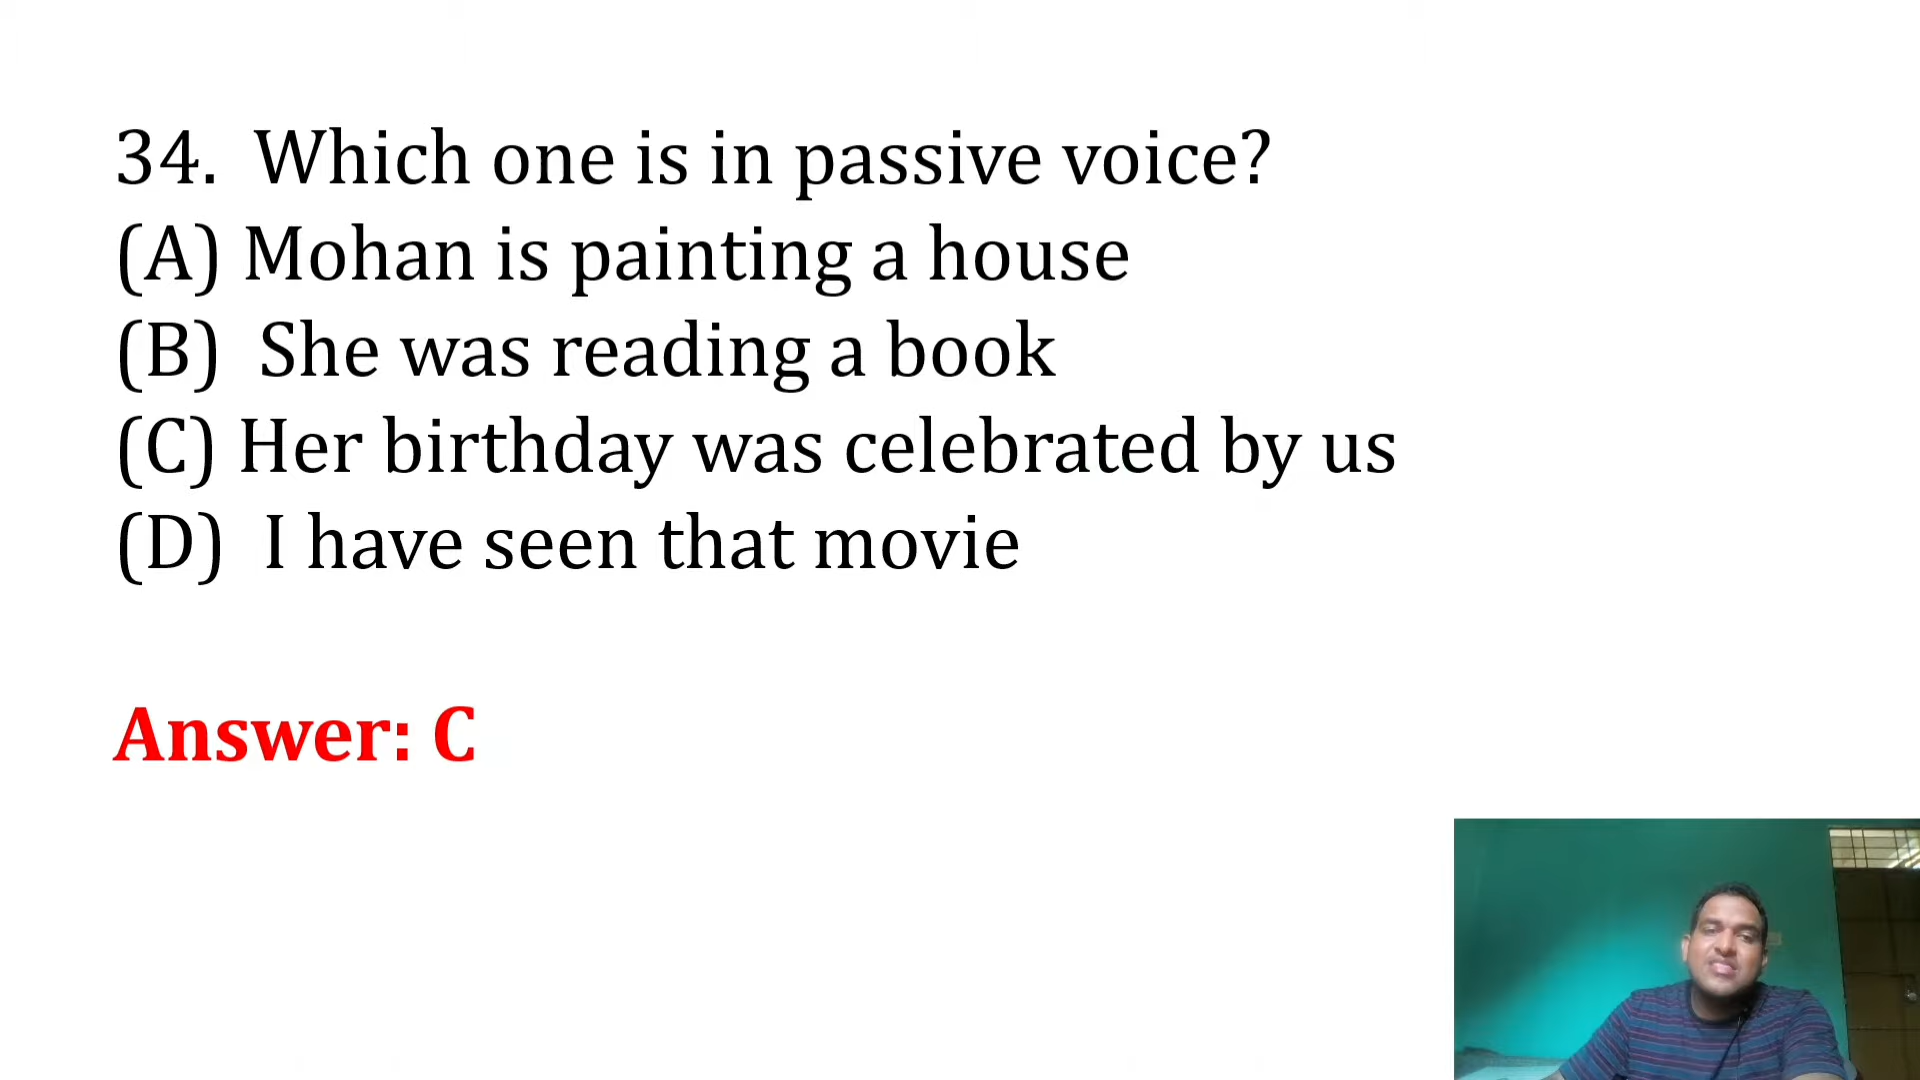 34. Which one is in passive voice?
(A) Mohan is painting a house
(B) She was reading a book
(C) Her birthday was celebrated by us
(D) I have seen that movie
Answer: C